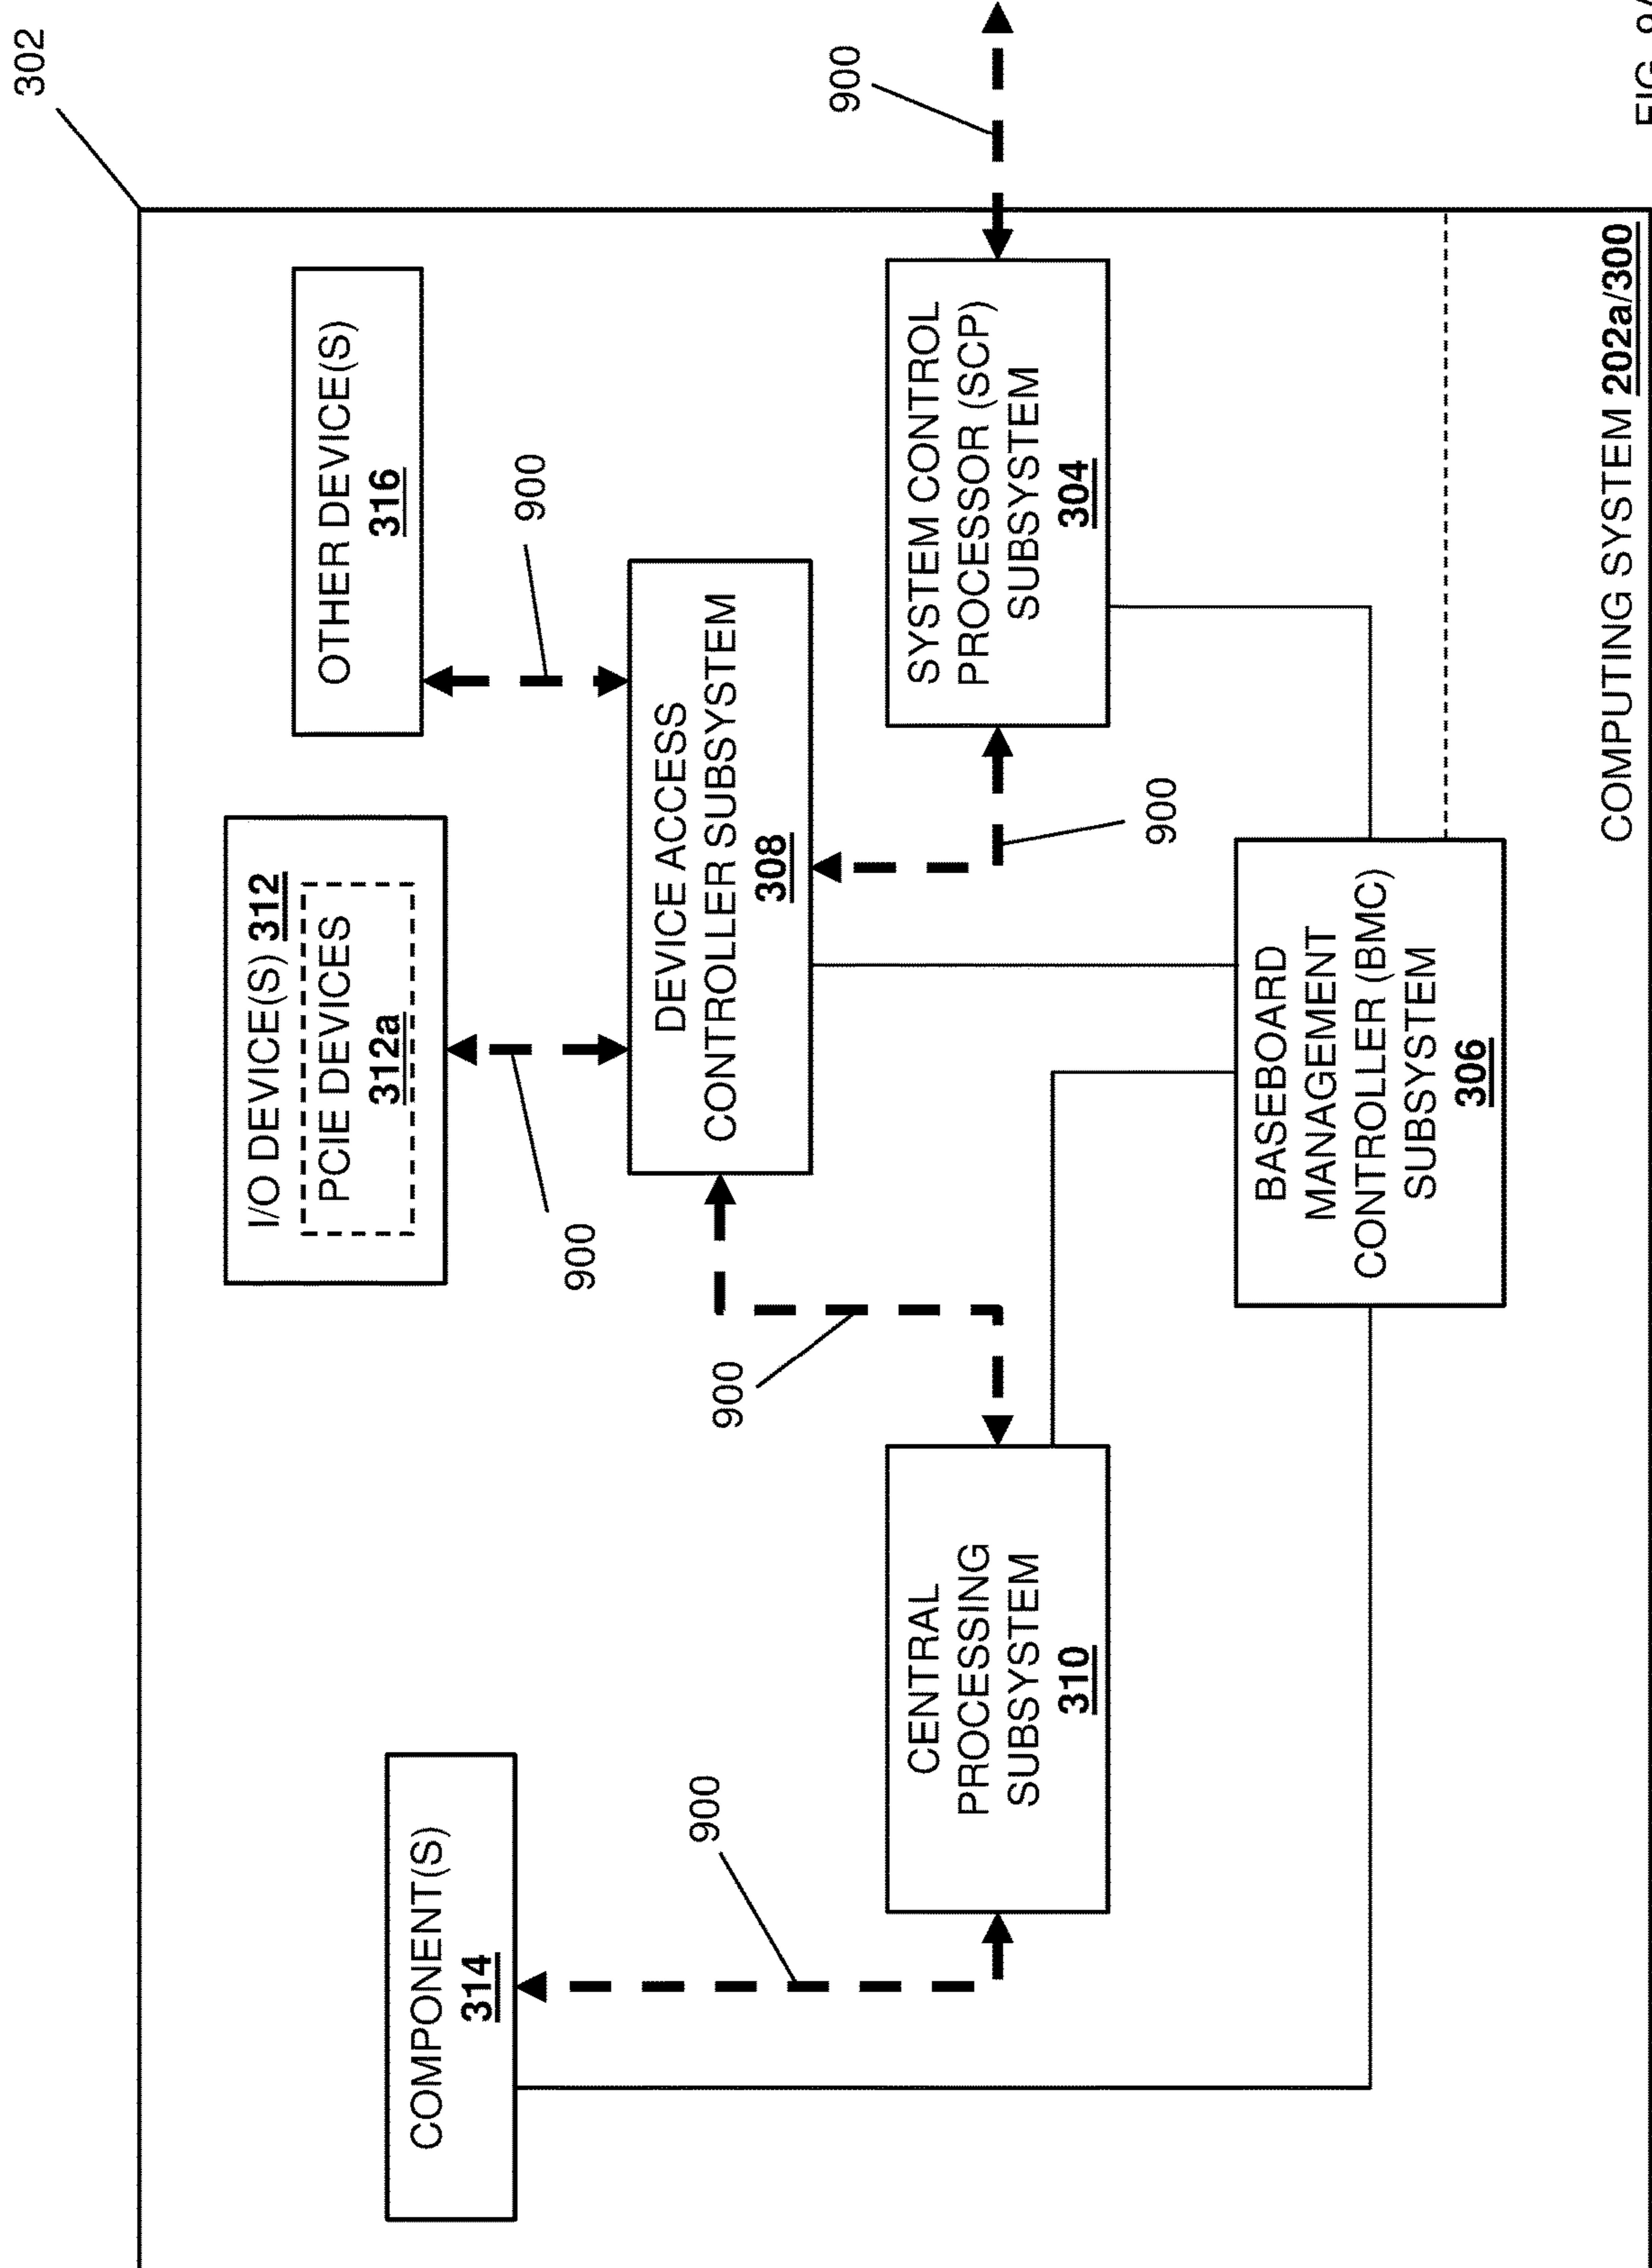 302
I/O DEVICE(S) 312
PCIE DEVICES
312a
OTHER DEVICE(S)
316
COMPONENT(S)
314
900
900
DEVICE ACCESS
CONTROLLER SUBSYSTEM
308
900
900
900
CENTRAL
PROCESSING
SUBSYSTEM
310
SYSTEM CONTROL
PROCESSOR (SCP)
SUBSYSTEM
304
900
BASEBOARD
MANAGEMENT
CONTROLLER (BMC)
SUBSYSTEM
306
COMPUTING SYSTEM 202a/300
FIG.